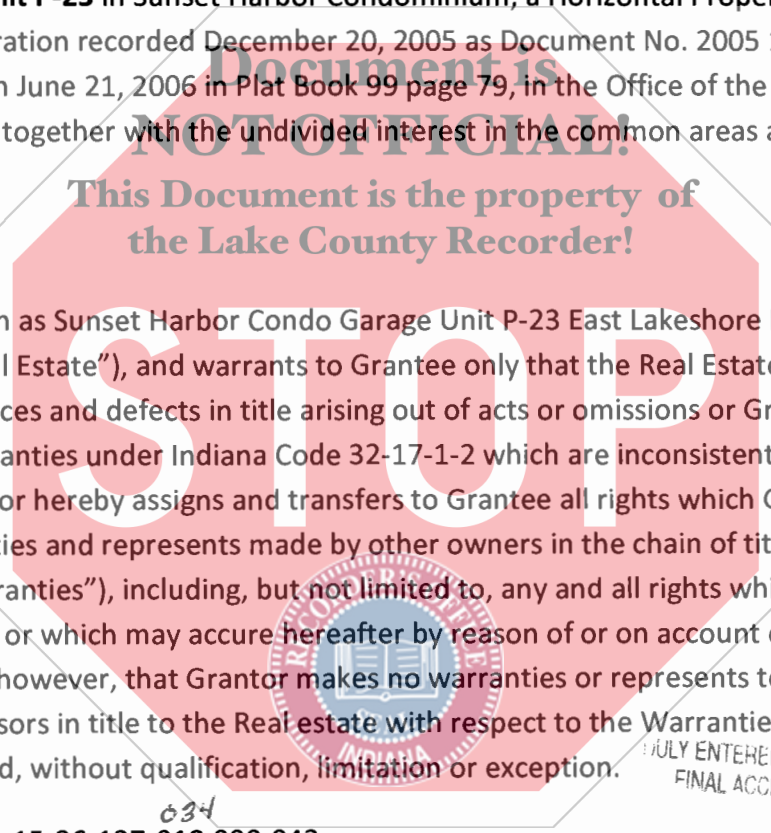 P-23 in Sunset Harbor Condominium, a Horizontal
ration recorded December 20, 2005 as Document No. 2005
June 21, 2006 in Plat Book 99 page 79, in the Office of the
together with the undivided interest in the common areas
Document is
NOT OFFICIAL!
This Document is the property of
the Lake County Recorder!
as Sunset Harbor Condo Garage Unit P-23 East Lakeshore
l Estate"), and warrants to Grantee only that the Real Estate
ces and defects in title arising out of acts or omissions or
anties under Indiana Code 32-17-1-2 which are inconsistent
or hereby assigns and transfers to Grantee all rights which
ties and represents made by other owners in the chain of tit
ranties"), including, but not limited to, any and all rights wh
or which may accure hereafter by reason of or on account
however, that Grantor makes no warranties or represents to
sors in title to the Real estate with respect to the Warrantie
d, without qualification, limitation or exception.
STOP
RECORDER'S OFFICE
INDIANA
ULY ENTERE
FINAL ACC
034